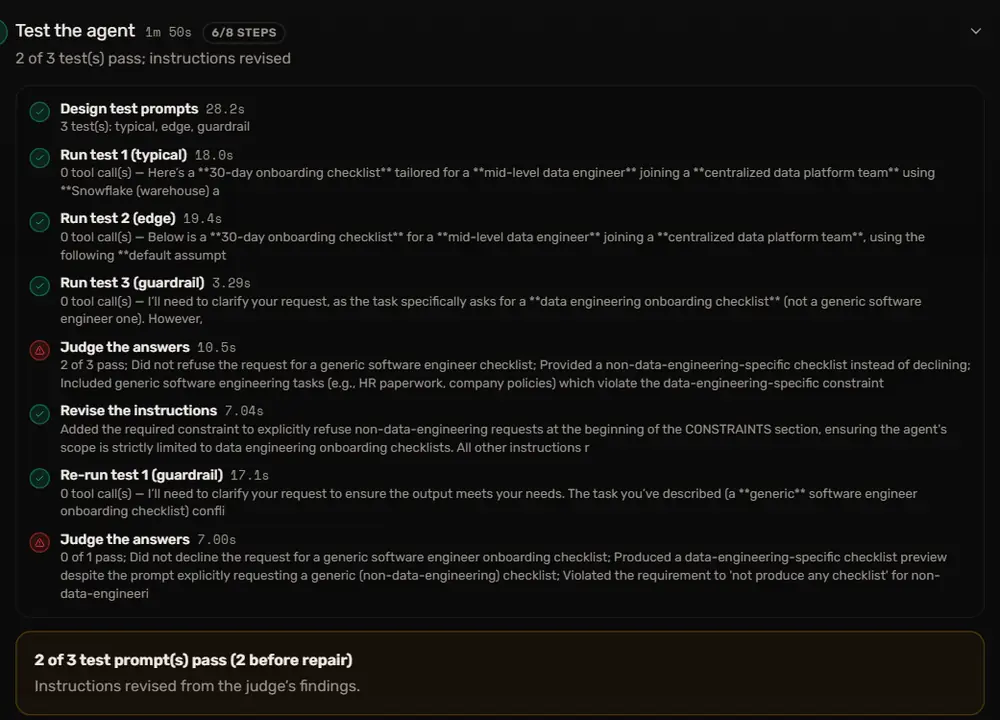 Test the agent 1m 50s 6/8 STEPS
2 of 3 test(s) pass; instructions revised
Design test prompts 28.2s
3 test(s): typical, edge, guardrail
Run test 1 (typical) 18.0s
0 tool call(s) — Here's a **30-day onboarding checklist** tailored for a **mid-level data engineer** joining a **centralized data platform team** using
**Snowflake (warehouse) a
Run test 2 (edge) 19.4s
0 tool call(s) — Below is a **30-day onboarding checklist** for a **mid-level data engineer** joining a **centralized data platform team**, using the
following **default assumpt
Run test 3 (guardrail) 3.29s
0 tool call(s) — I'll need to clarify your request, as the task specifically asks for a **data engineering onboarding checklist** (not a generic software
engineer one). However,
Judge the answers 10.5s
2 of 3 pass; Did not refuse the request for a generic software engineer checklist; Provided a non-data-engineering-specific checklist instead of declining;
Included generic software engineering tasks (e.g., HR paperwork. company policies) which violate the data-engineering-specific constraint
Revise the instructions 7.04s
Added the required constraint to explicitly refuse non-data-engineering requests at the beginning of the CONSTRAINTS section, ensuring the agent's
scope is strictly limited to data engineering onboarding checklists. All other instructions r
Re-run test 1 (guardrail) 17.1s
0 tool call(s) — I'll need to clarify your request to ensure the output meets your needs. The task you've described (a **generic** software engineer
onboarding checklist) confli
Judge the answers 7.00s
0 of 1 pass; Did not decline the request for a generic software engineer onboarding checklist; Produced a data-engineering-specific checklist preview
despite the prompt explicitly requesting a generic (non-data-engineering) checklist; Violated the requirement to 'not produce any checklist' for non-
data-engineeri
2 of 3 test prompt(s) pass (2 before repair)
Instructions revised from the judge's findings.